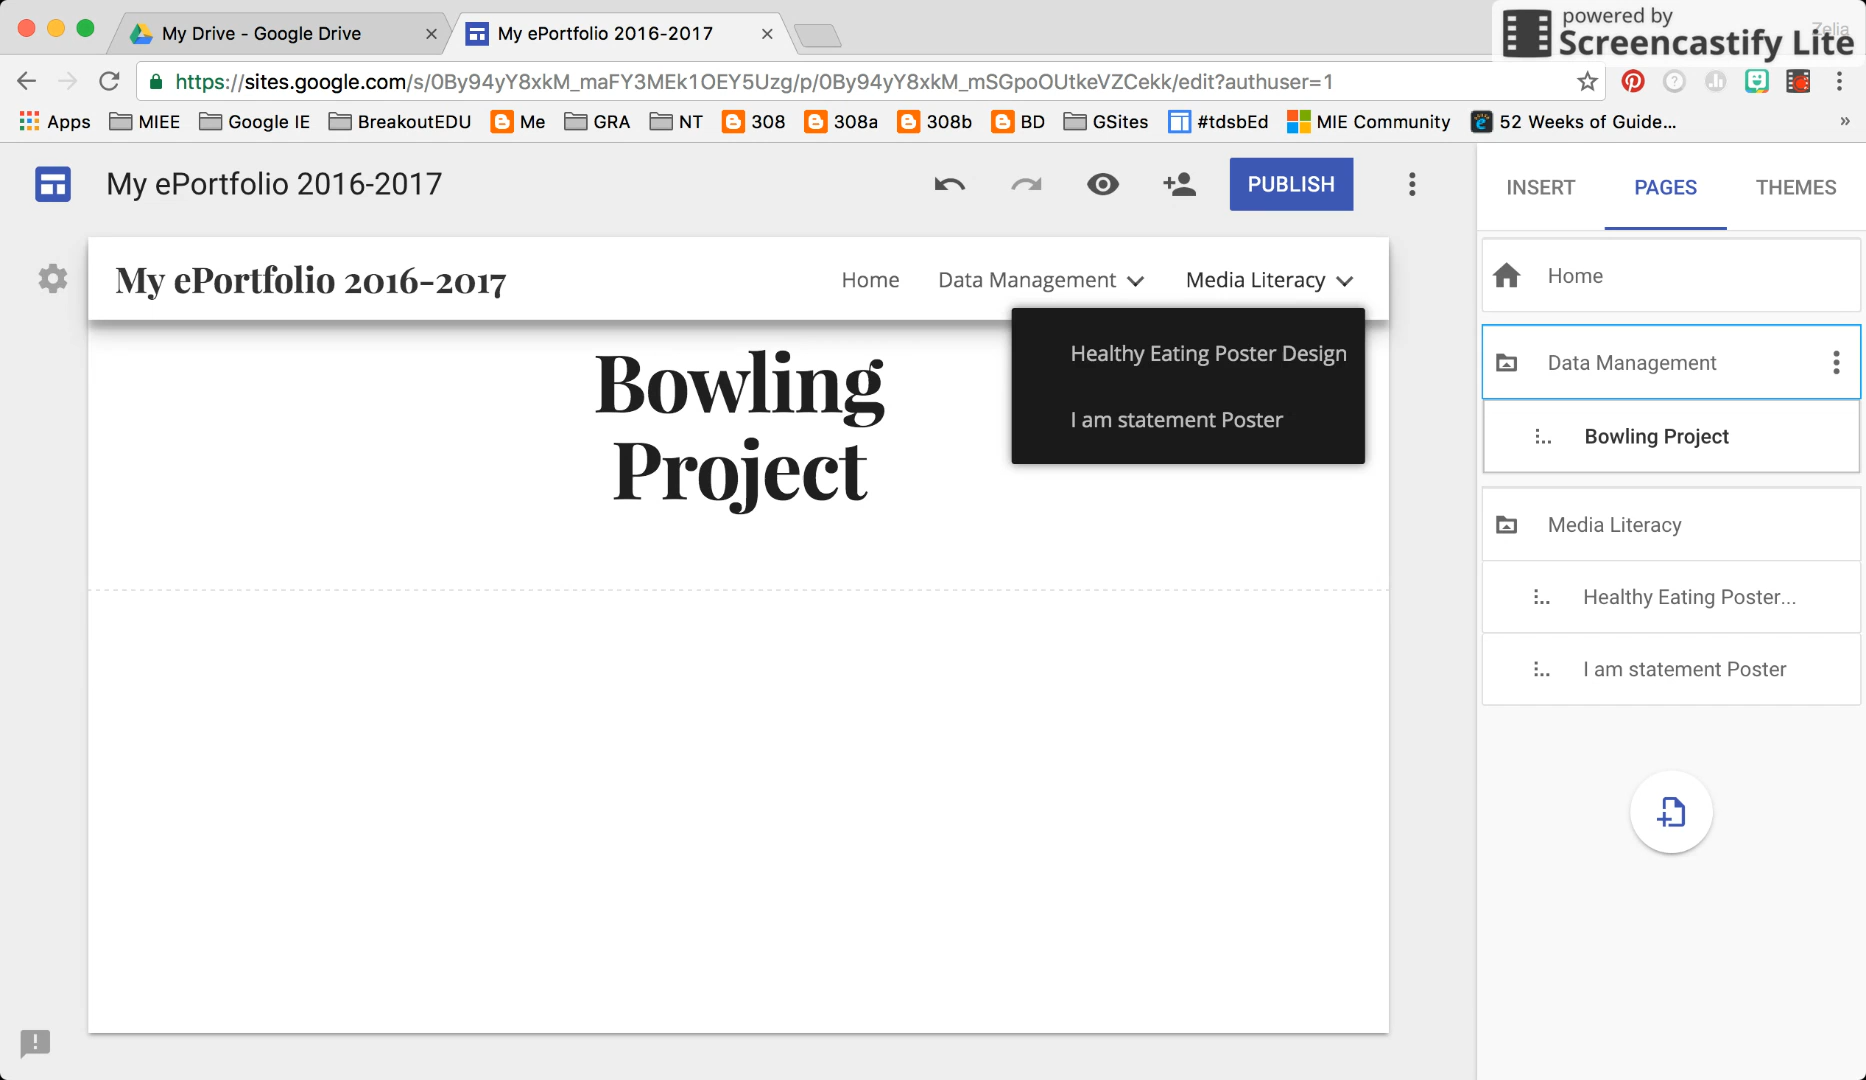 My Drive - Google Drive
My ePortfolio 2016-2017
Zelia
powered by
Screencastify Lite
https://sites.google.com/s/0By94yY8xkM_maFY3MEk1OEY5Uzg/p/0By94yY8xkM_mSGpoOUtkeVZCekk/edit?authuser=1
Apps MIEE Google IE BreakoutEDU Me GRA NT 308 308a 308b BD GSites #tdsbEd MIE Community 52 Weeks of Guide... »
My ePortfolio 2016-2017
PUBLISH
INSERT PAGES THEMES
My ePortfolio 2016-2017
Home Data Management Media Literacy
Healthy Eating Poster Design
I am statement Poster
Bowling
Project
Home
Data Management
Bowling Project
Media Literacy
Healthy Eating Poster...
I am statement Poster